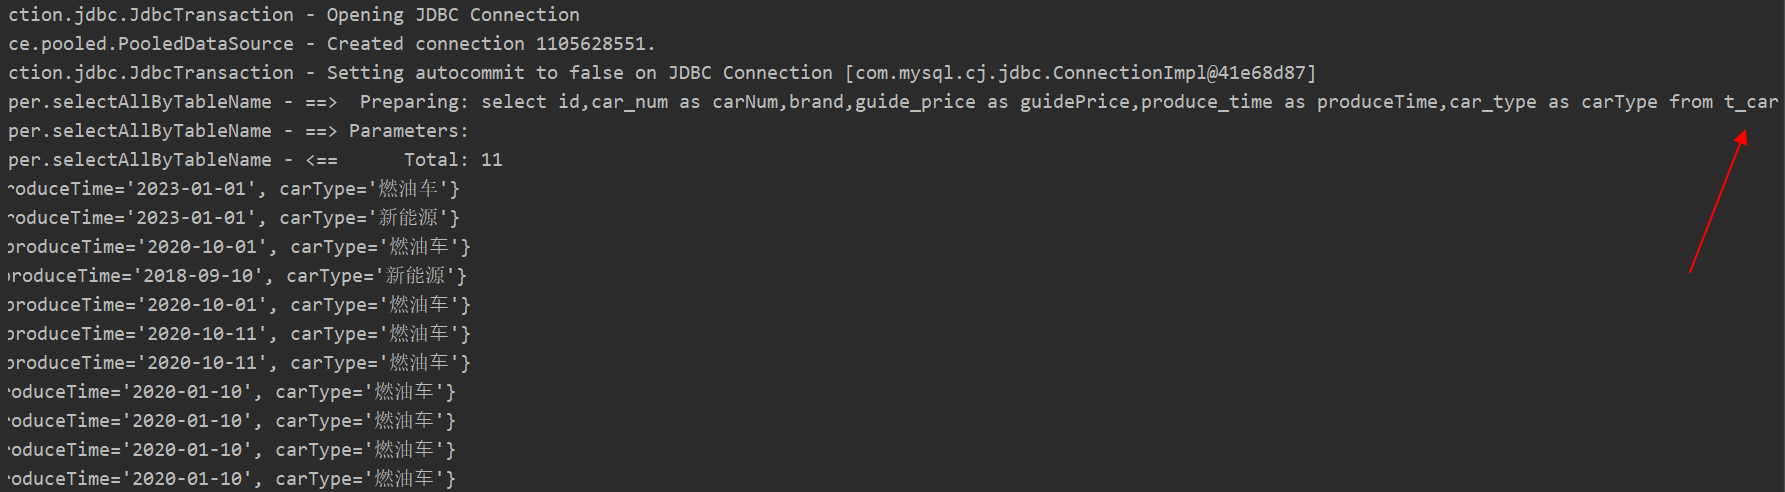 ction.jdbc.JdbcTransaction - Opening JDBC Connection
ce.pooled.PooledDataSource - Created connection 1105628551.
ction.jdbc.JdbcTransaction - Setting autocommit to false on JDBC Connection [com.mysql.cj.jdbc.ConnectionImpl@41e68d87]
per.selectAllByTableName - ==>  Preparing: select id,car_num as carNum,brand,guide_price as guidePrice,produce_time as produceTime,car_type as carType from t_car
per.selectAllByTableName - ==> Parameters:
per.selectAllByTableName - <==      Total: 11
roduceTime='2023-01-01', carType='燃油车'}
roduceTime='2023-01-01', carType='新能源'}
produceTime='2020-10-01', carType='燃油车'}
produceTime='2018-09-10', carType='新能源'}
produceTime='2020-10-01', carType='燃油车'}
produceTime='2020-10-11', carType='燃油车'}
produceTime='2020-10-11', carType='燃油车'}
roduceTime='2020-01-10', carType='燃油车'}
roduceTime='2020-01-10', carType='燃油车'}
roduceTime='2020-01-10', carType='燃油车'}
roduceTime='2020-01-10', carType='燃油车'}